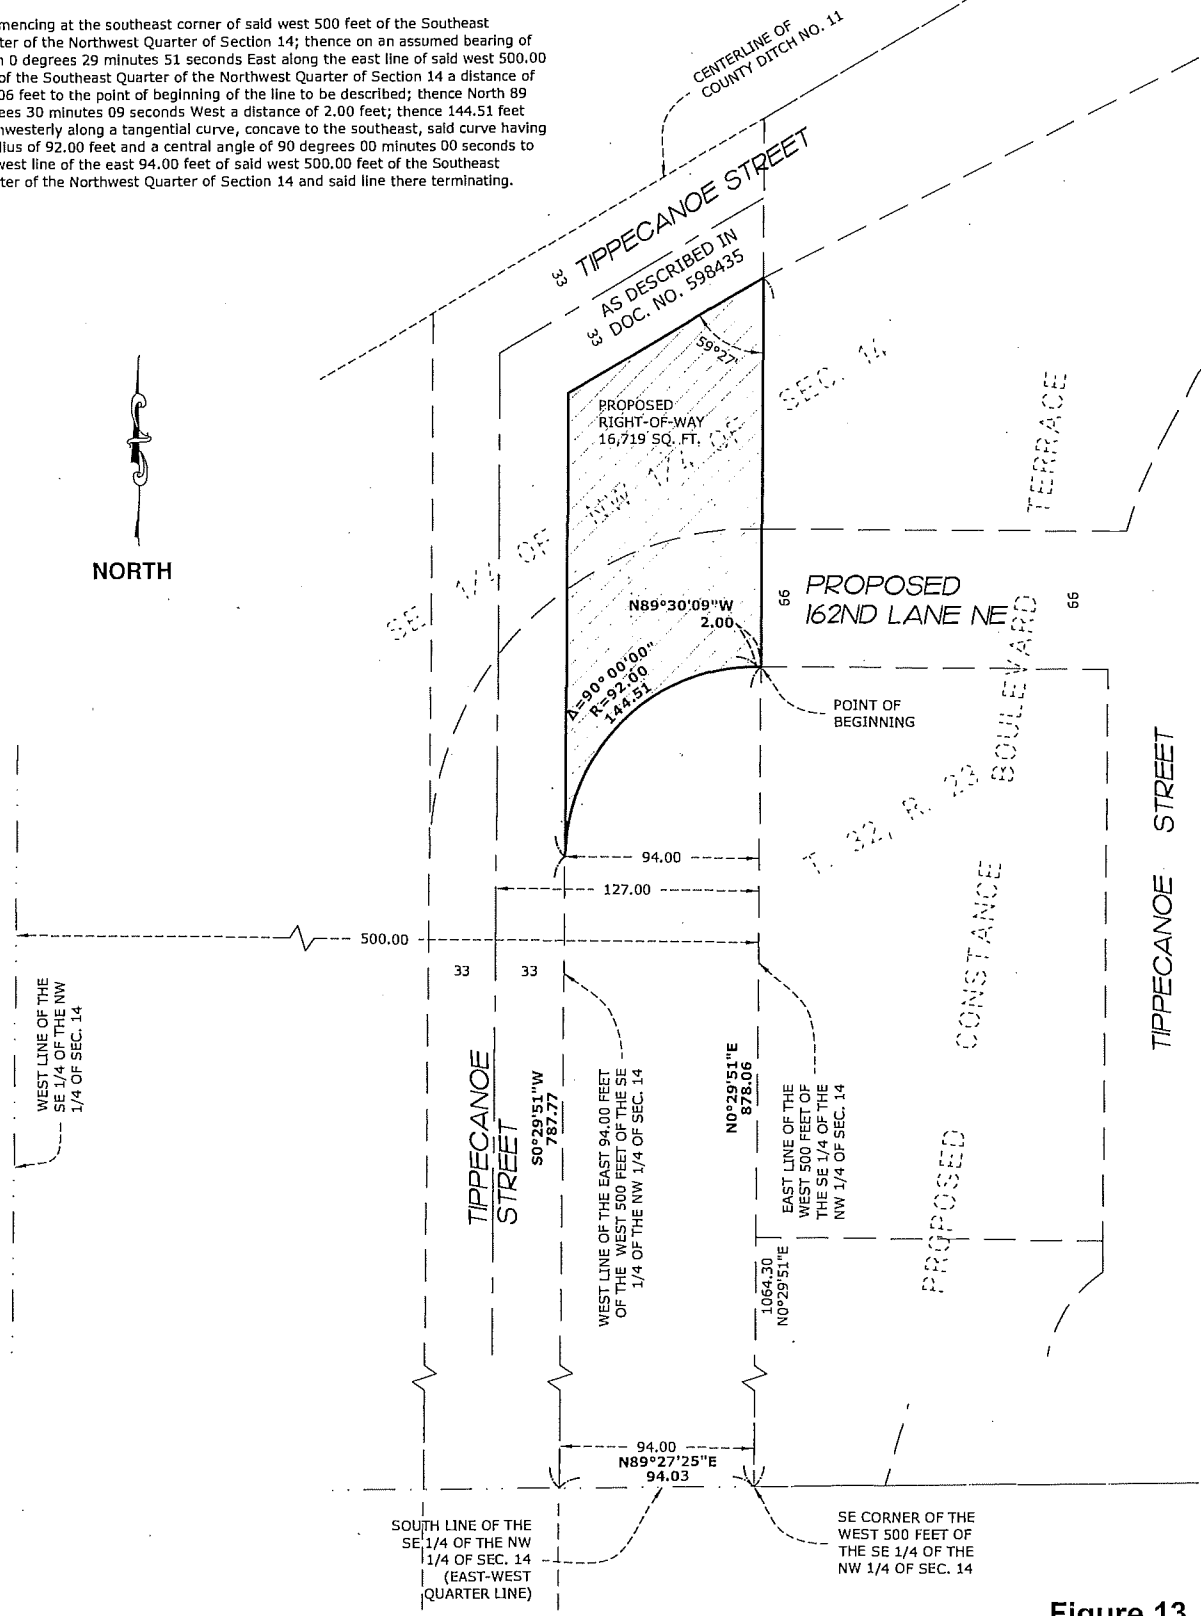 mencing at the southeast corner of said west 500 feet of the Southeast
ter of the Northwest Quarter of Section 14; thence on an assumed bearing of
0 degrees 29 minutes 51 seconds East along the east line of said west 500.00
of the Southeast Quarter of the Northwest Quarter of Section 14 a distance of
06 feet to the point of beginning of the line to be described; thence North 89
ees 30 minutes 09 seconds West a distance of 2.00 feet; thence 144.51 feet
westerly along a tangential curve, concave to the southeast, said curve having
ius of 92.00 feet and a central angle of 90 degrees 00 minutes 00 seconds to
west line of the east 94.00 feet of said west 500.00 feet of the Southeast
ter of the Northwest Quarter of Section 14 and said line there terminating.
CENTERLINE OF
COUNTY DITCH NO. 11
33 TIPPECANOE STREET
AS DESCRIBED IN
33 DOC. NO. 598435
59°27'
PROPOSED
RIGHT-OF-WAY
16,719 SQ. FT.
SE 1/4 OF NW 1/4 OF SEC. 14
NORTH
N89°30'09"W
2.00
66
PROPOSED
162ND LANE NE
66
Δ=90°00'00"
R=92.00
144.51
POINT OF
BEGINNING
T. 32, R. 23
PROPOSED CONSTANCE BOULEVARD TERRACE
TIPPECANOE STREET
94.00
127.00
500.00
33
33
WEST LINE OF THE
SE 1/4 OF THE NW
1/4 OF SEC. 14
TIPPECANOE
STREET
S0°29'51"W
787.77
WEST LINE OF THE EAST 94.00 FEET
OF THE WEST 500 FEET OF THE SE
1/4 OF THE NW 1/4 OF SEC. 14
N0°29'51"E
878.06
EAST LINE OF THE
WEST 500 FEET OF
THE SE 1/4 OF THE
NW 1/4 OF SEC. 14
1064.30
N0°29'51"E
94.00
N89°27'25"E
94.03
SOUTH LINE OF THE
SE 1/4 OF THE NW
1/4 OF SEC. 14
(EAST-WEST
QUARTER LINE)
SE CORNER OF THE
WEST 500 FEET OF
THE SE 1/4 OF THE
NW 1/4 OF SEC. 14
Figure 13